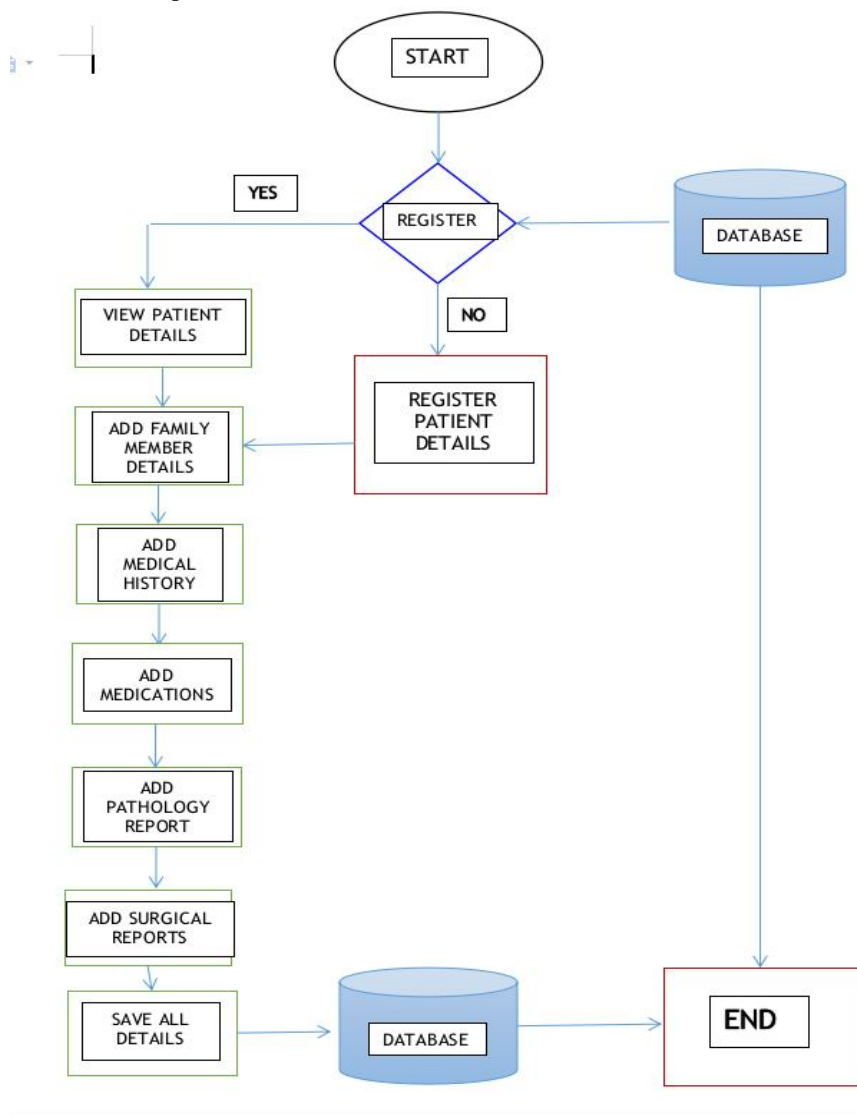 START
YES
REGISTER
DATABASE
VIEW PATIENT
DETAILS
NO
REGISTER
PATIENT
DETAILS
ADD FAMILY
MEMBER
DETAILS
ADD
MEDICAL
HISTORY
ADD
MEDICATIONS
ADD
PATHOLOGY
REPORT
ADD SURGICAL
REPORTS
SAVE ALL
DETAILS
DATABASE
END